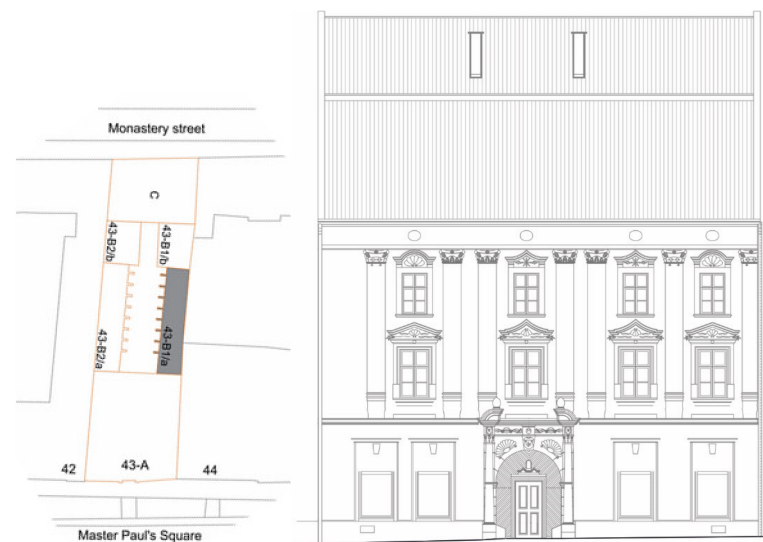 Monastery street
C
43-B2/b
43-B1/b
43-B2/a
43-B1/a
42
43-A
44
Master Paul's Square